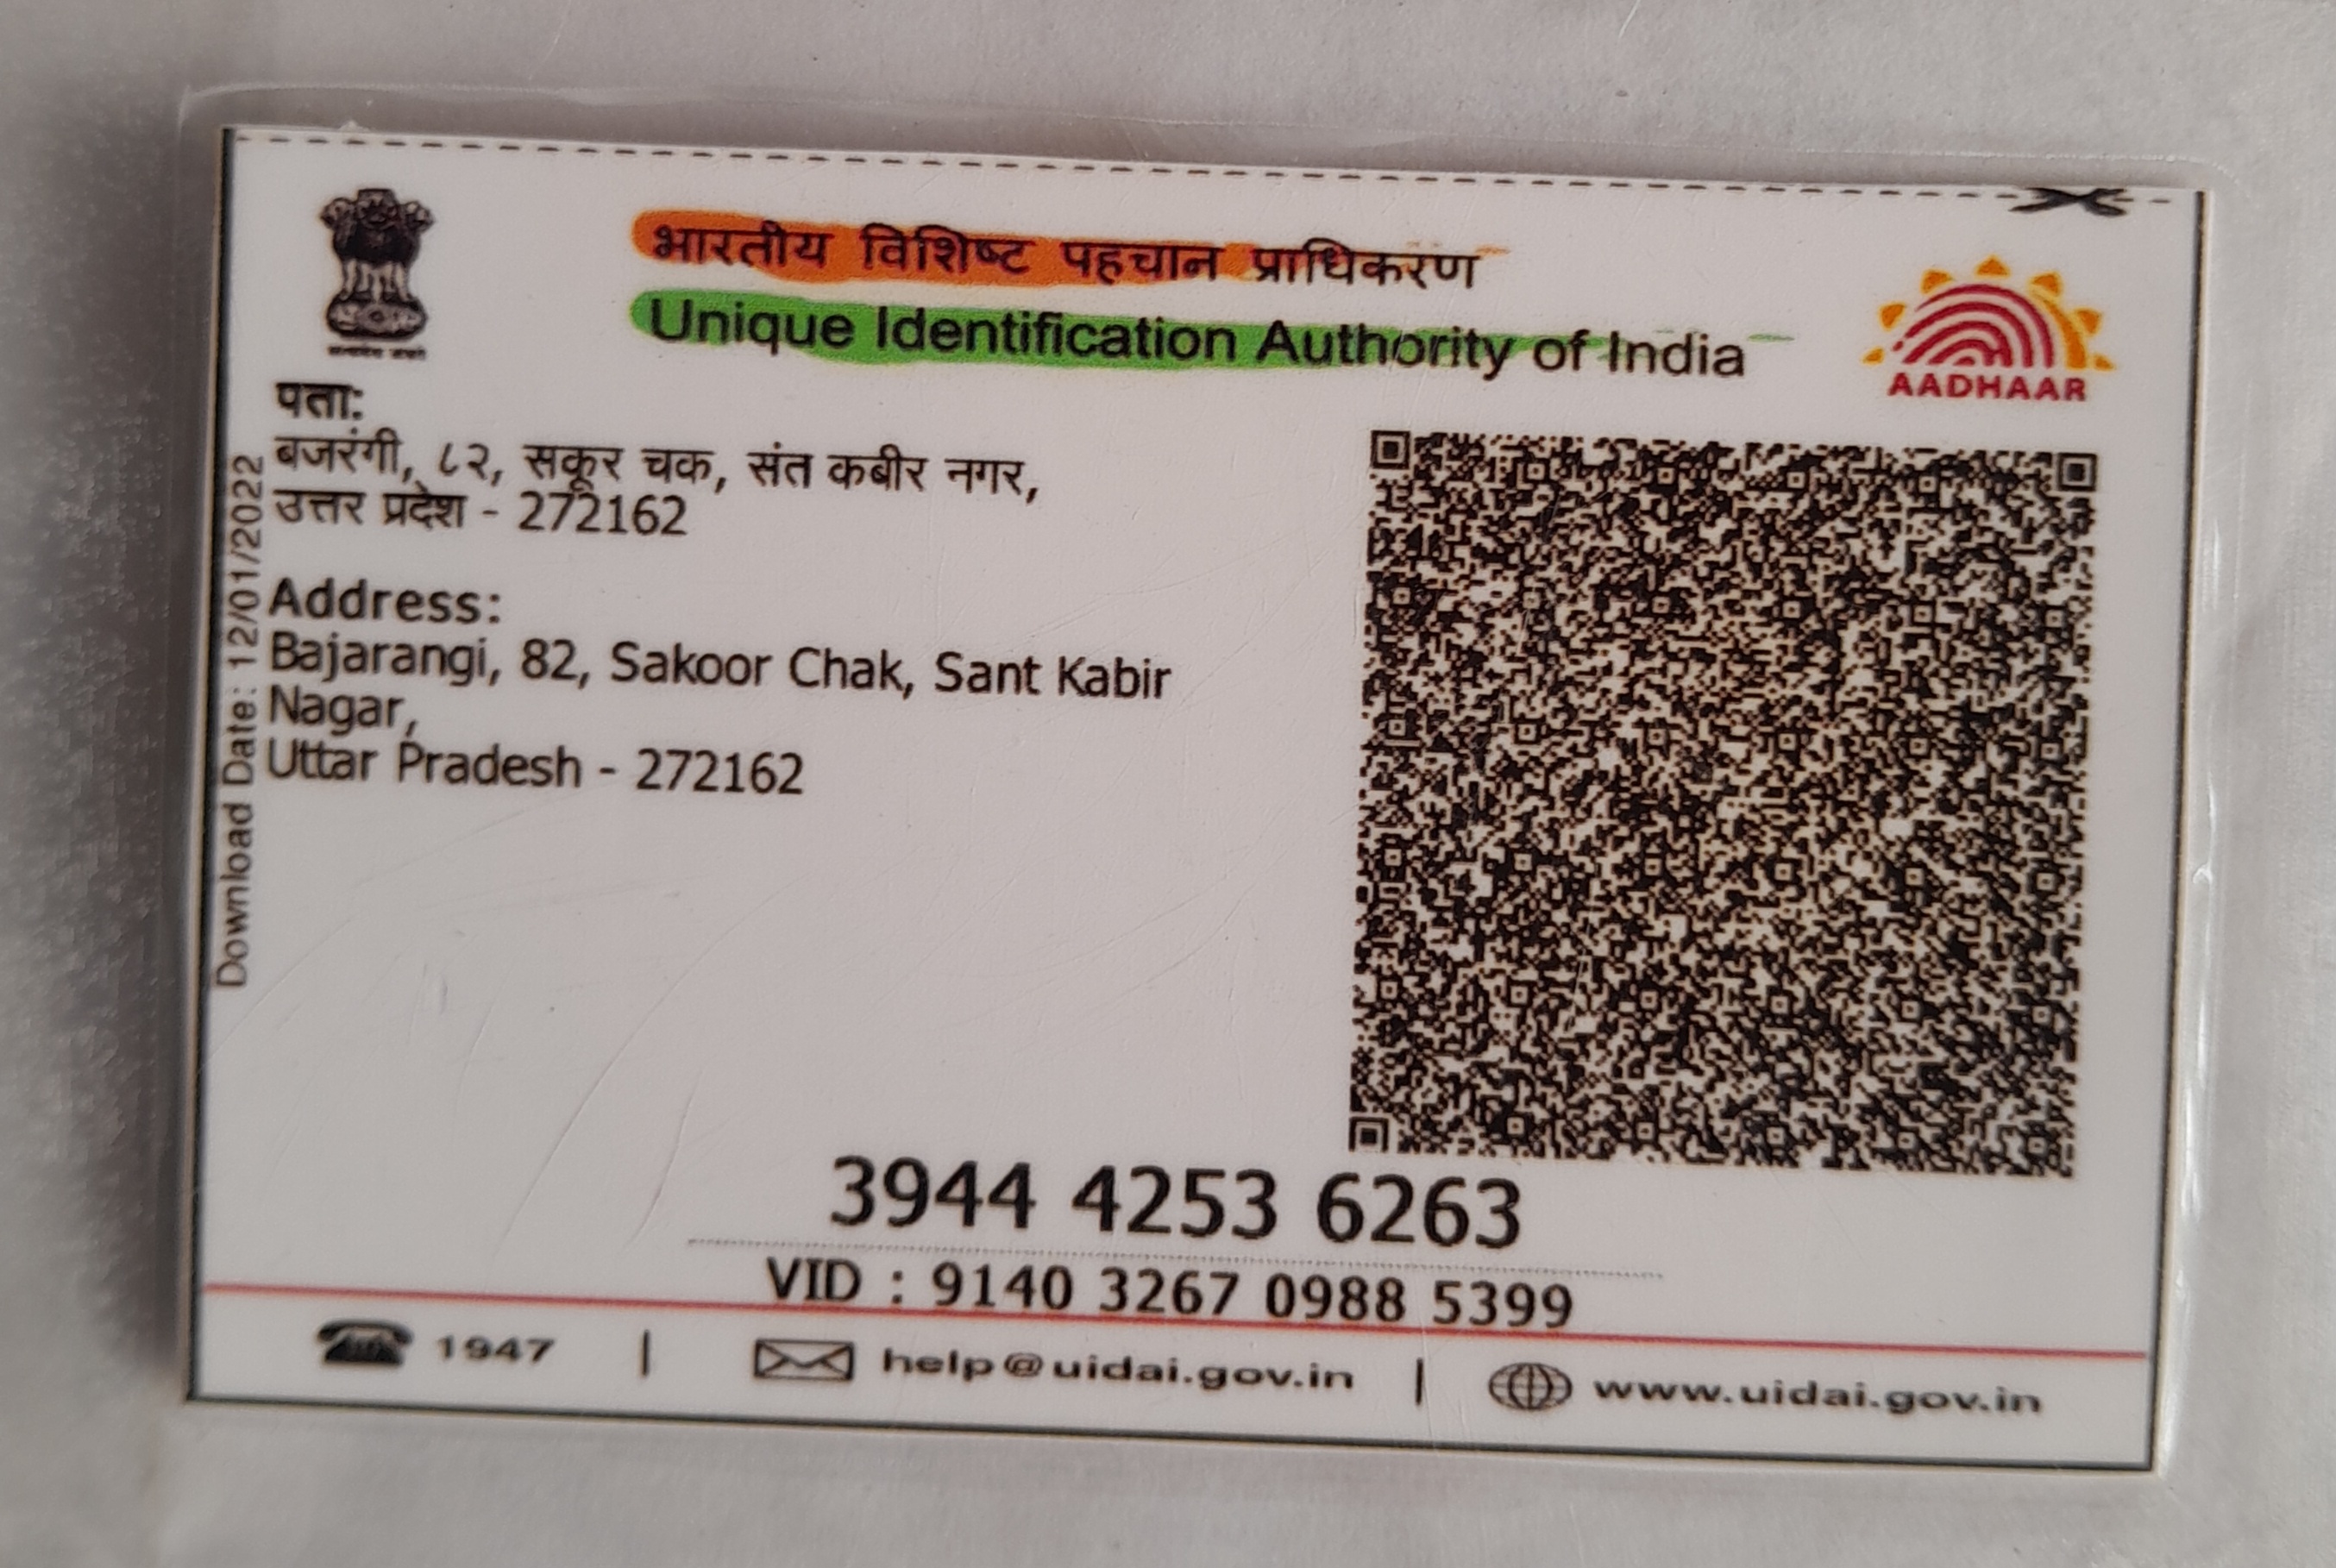 भारतीय विशिष्ट पहचान प्राधिकरण
Unique Identification Authority of India
AADHAAR
पता:
बजरंगी, ८२, सकूर चक, संत कबीर नगर,
उत्तर प्रदेश - 272162
Address:
Bajarangi, 82, Sakoor Chak, Sant Kabir
Nagar,
Uttar Pradesh - 272162
Download Date: 12/01/2022
3944 4253 6263
VID : 9140 3267 0988 5399
1947 | help@uidai.gov.in | www.uidai.gov.in